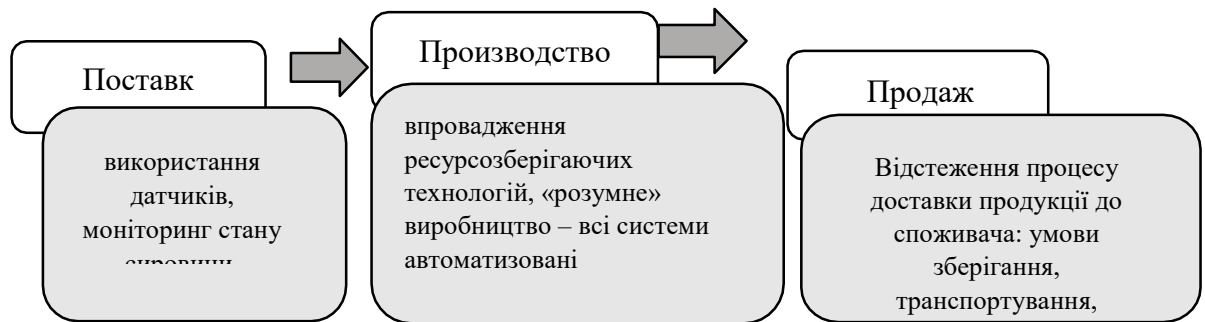 Поставк
використання
датчиків,
моніторинг стану
сировини
Производство
впровадження
ресурсозберігаючих
технологій, «розумне»
виробництво – всі системи
автоматизовані
Продаж
Відстеження процесу
доставки продукції до
споживача: умови
зберігання,
транспортування,